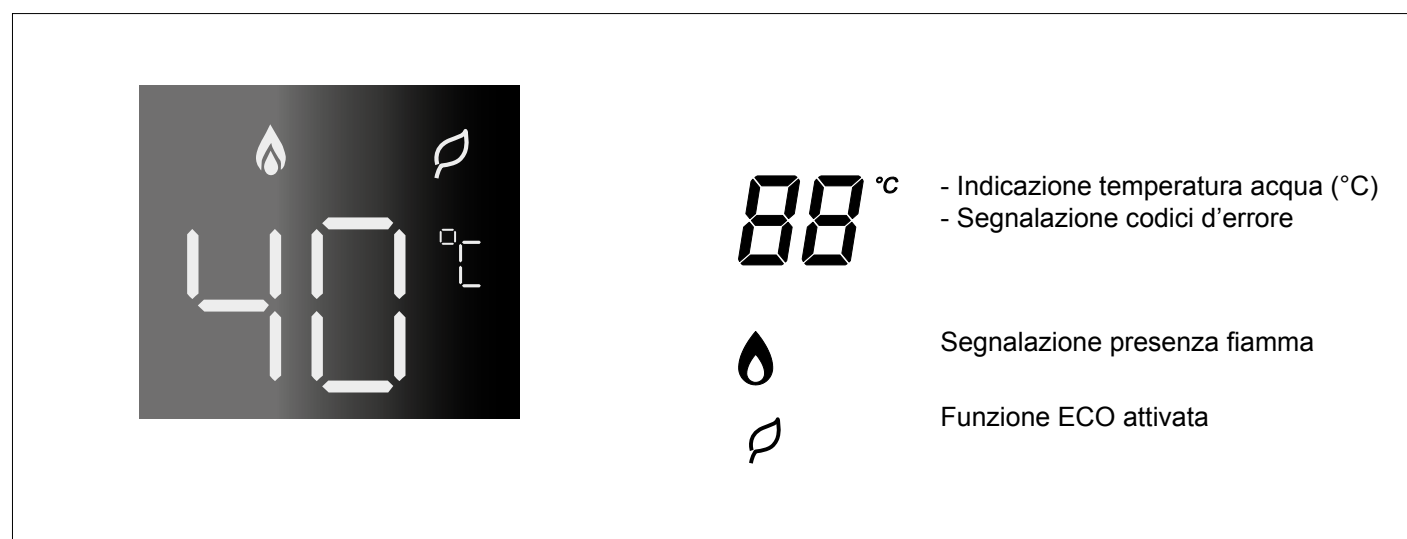 40 °C
88 °C
- Indicazione temperatura acqua (°C)
- Segnalazione codici d’errore
Segnalazione presenza fiamma
Funzione ECO attivata